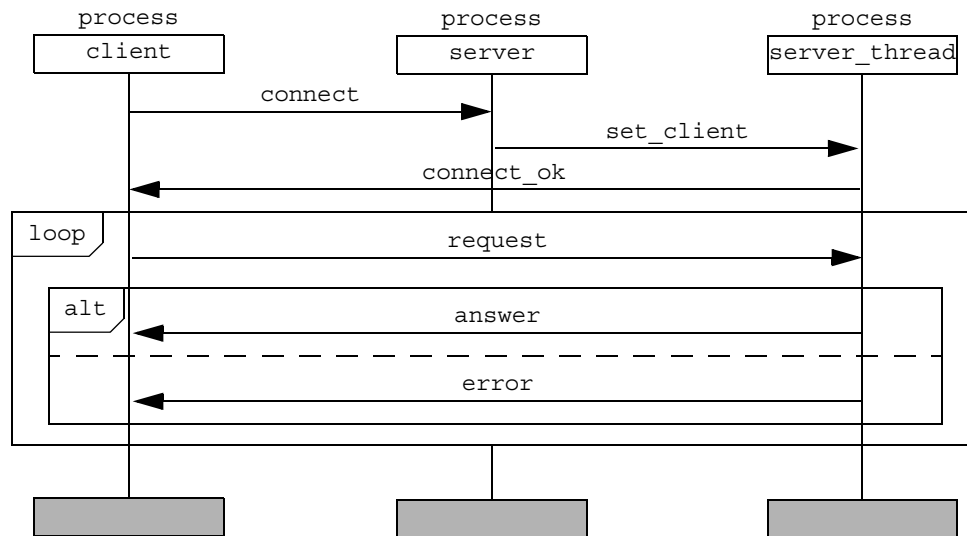 process process process
client server server_thread
connect
set_client
connect_ok
loop
request
alt
answer
error